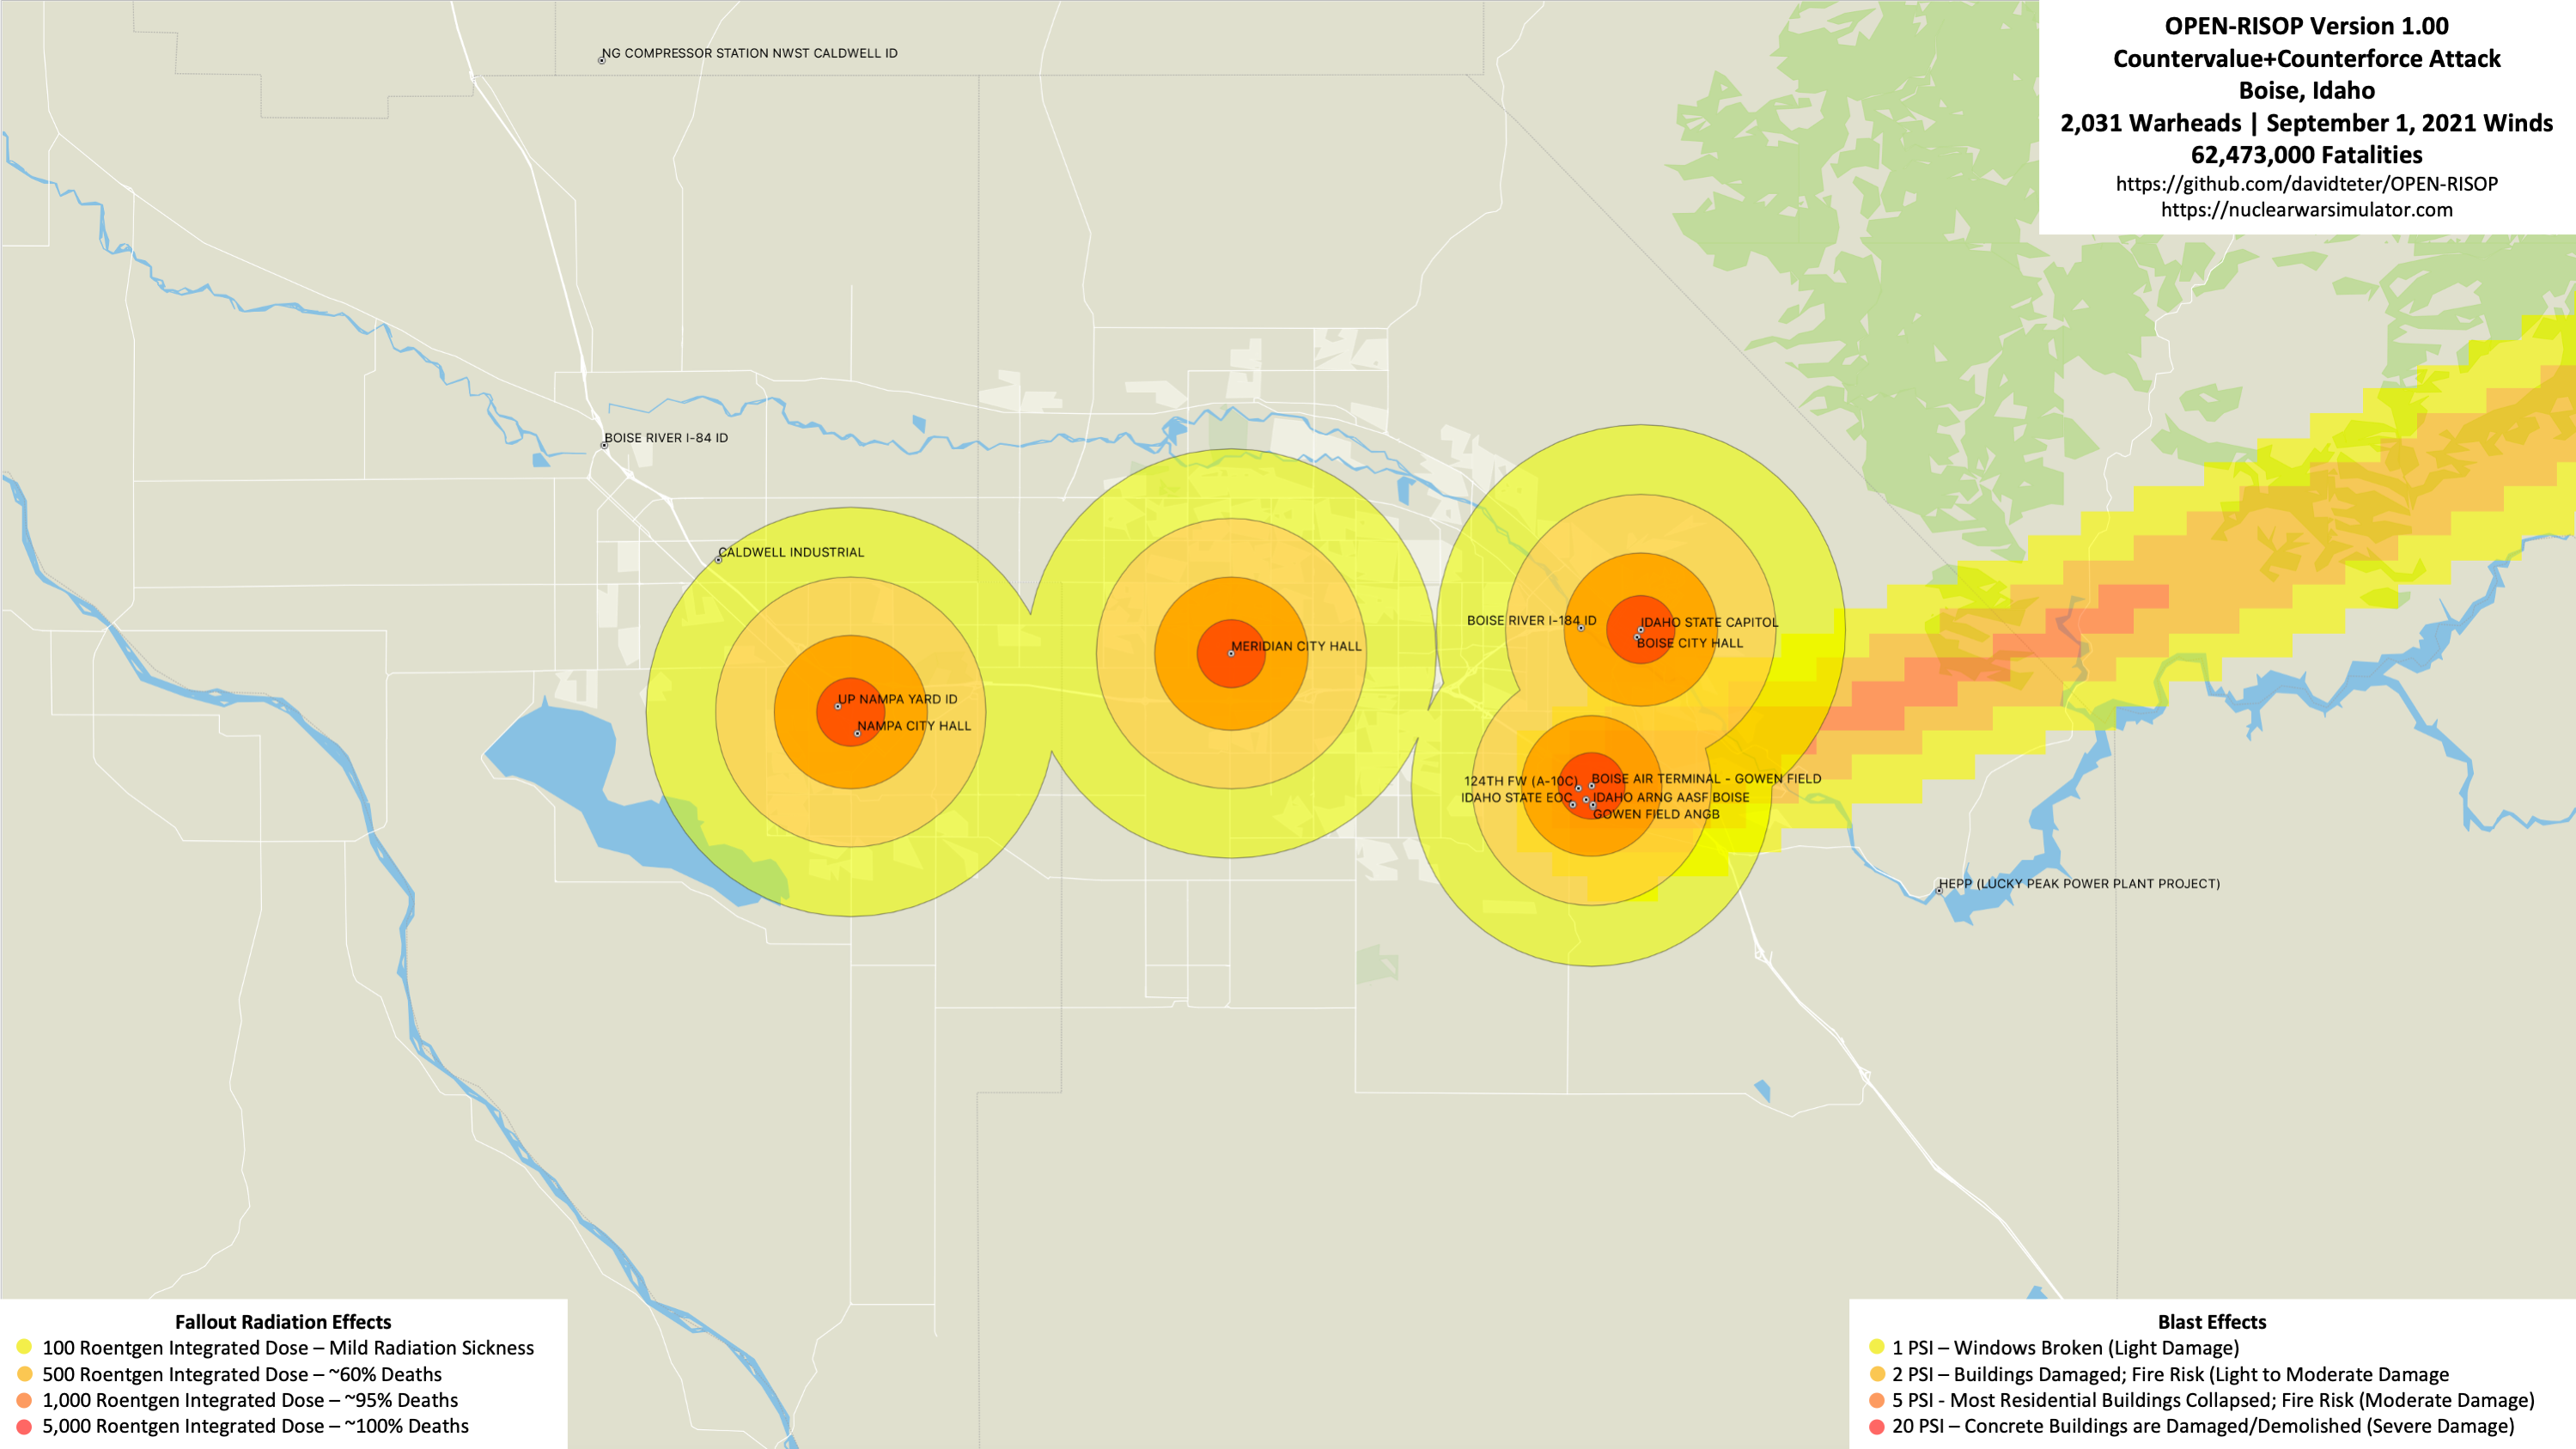 OPEN-RISOP Version 1.00
Countervalue+Counterforce Attack
Boise, Idaho
2,031 Warheads | September 1, 2021 Winds
62,473,000 Fatalities
https://github.com/davidteter/OPEN-RISOP
https://nuclearwarsimulator.com
NG COMPRESSOR STATION NWST CALDWELL ID
BOISE RIVER I-84 ID
CALDWELL INDUSTRIAL
UP NAMPA YARD ID
NAMPA CITY HALL
MERIDIAN CITY HALL
BOISE RIVER I-184 ID
IDAHO STATE CAPITOL
BOISE CITY HALL
124TH FW (A-10C)
BOISE AIR TERMINAL - GOWEN FIELD
IDAHO STATE EOC
IDAHO ARNG AASF BOISE
GOWEN FIELD ANGB
HEPP (LUCKY PEAK POWER PLANT PROJECT)
Fallout Radiation Effects
100 Roentgen Integrated Dose – Mild Radiation Sickness
500 Roentgen Integrated Dose – ~60% Deaths
1,000 Roentgen Integrated Dose – ~95% Deaths
5,000 Roentgen Integrated Dose – ~100% Deaths
Blast Effects
1 PSI – Windows Broken (Light Damage)
2 PSI – Buildings Damaged; Fire Risk (Light to Moderate Damage
5 PSI - Most Residential Buildings Collapsed; Fire Risk (Moderate Damage)
20 PSI – Concrete Buildings are Damaged/Demolished (Severe Damage)